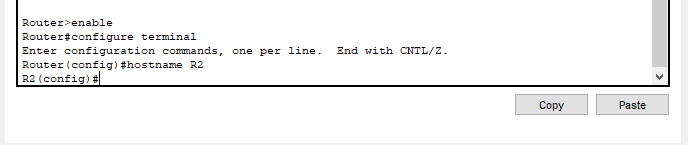 Router>enable
Router#configure terminal
Enter configuration commands, one per line.  End with CNTL/Z.
Router(config)#hostname R2
R2(config)#
Copy Paste